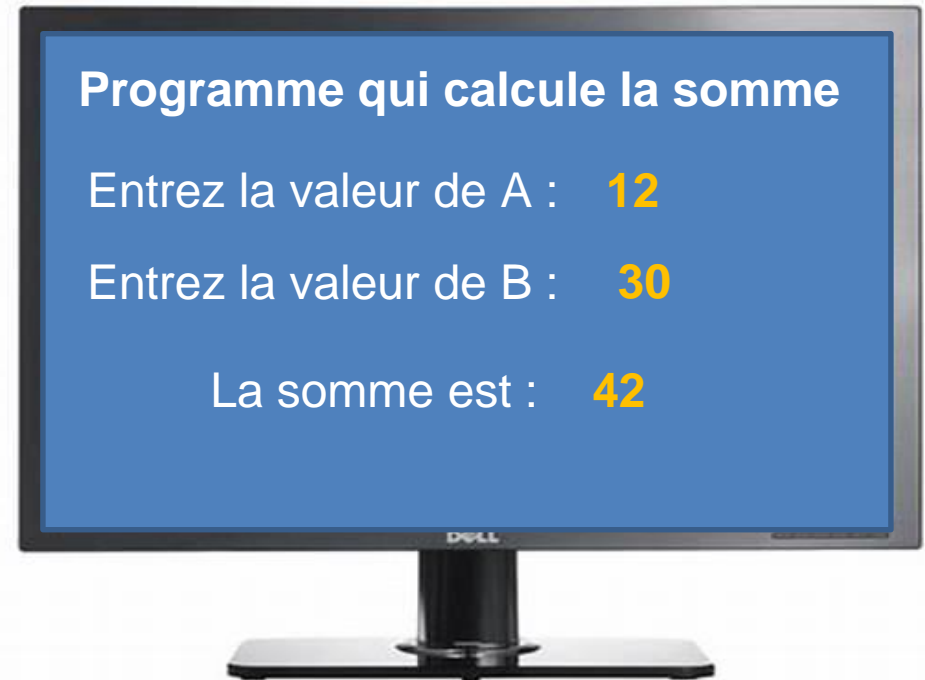 Programme qui calcule la somme
Entrez la valeur de A : 12
Entrez la valeur de B : 30
La somme est : 42
DELL